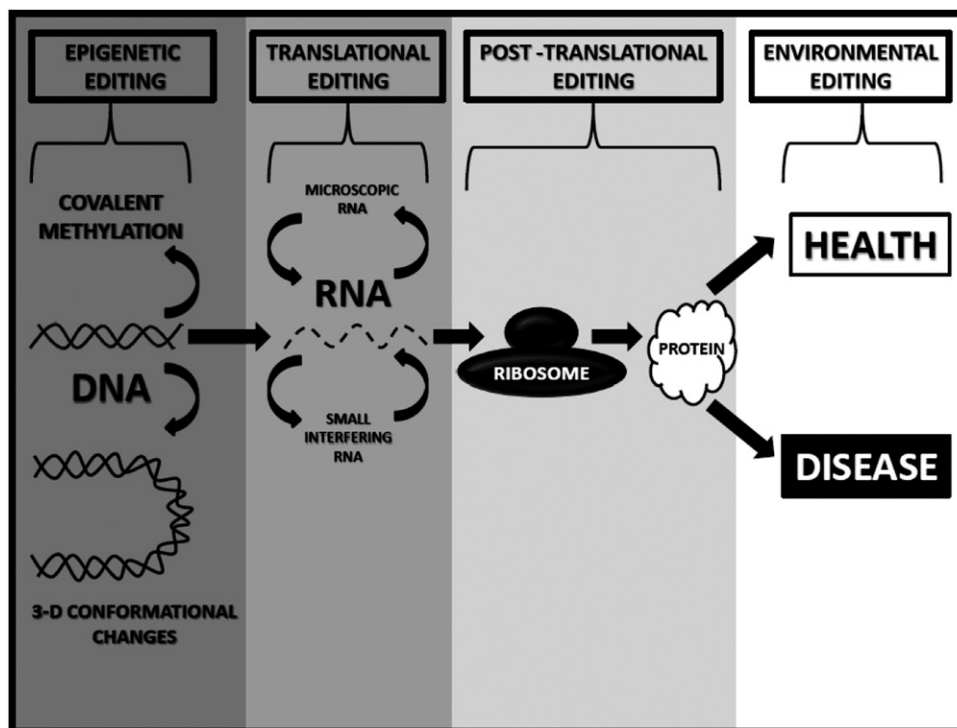 EPIGENETIC
EDITING
TRANSLATIONAL
EDITING
POST -TRANSLATIONAL
EDITING
ENVIRONMENTAL
EDITING
COVALENT
METHYLATION
DNA
3-D CONFORMATIONAL
CHANGES
MICROSCOPIC
RNA
RNA
SMALL
INTERFERING
RNA
RIBOSOME
PROTEIN
HEALTH
DISEASE